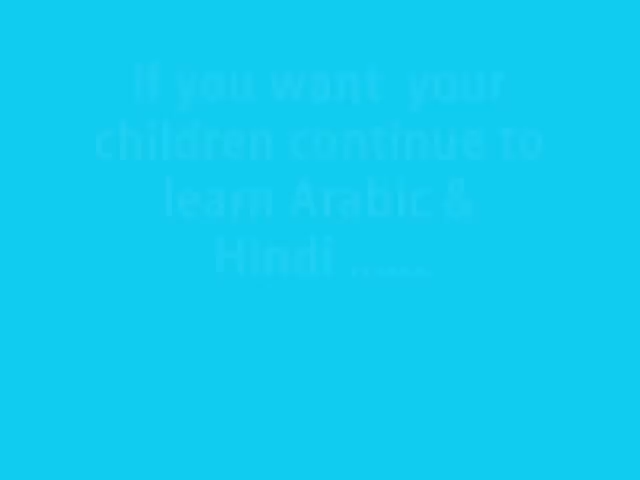 If you want your
children continue to
learn Arabic &
Hindi .......